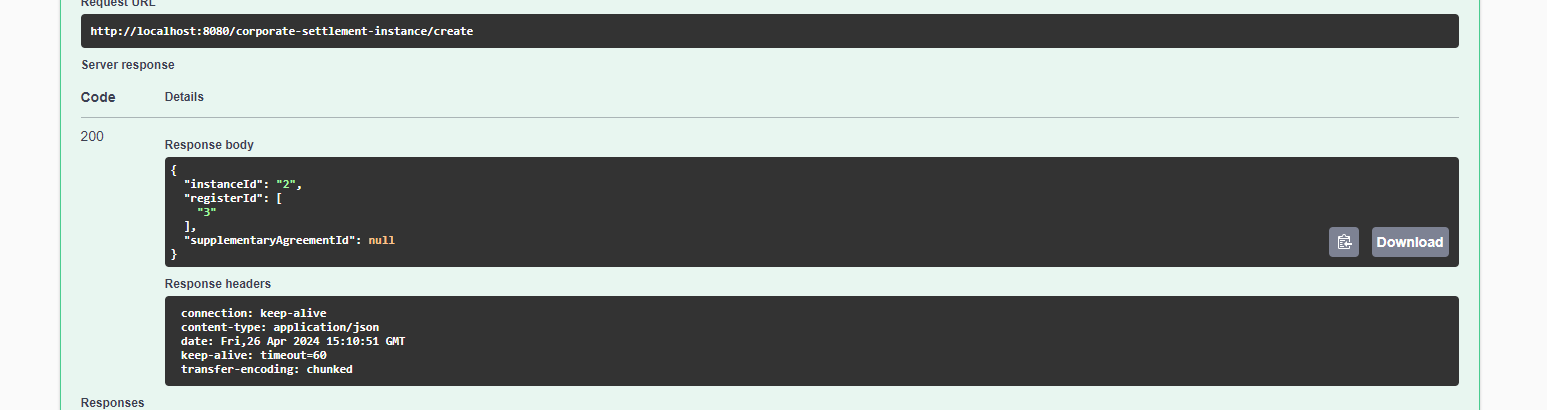 Request URL
http://localhost:8080/corporate-settlement-instance/create
Server response
Code Details
200
Response body
{
  "instanceId": "2",
  "registerId": [
    "3"
  ],
  "supplementaryAgreementId": null
}
Download
Response headers
connection: keep-alive
content-type: application/json
date: Fri,26 Apr 2024 15:10:51 GMT
keep-alive: timeout=60
transfer-encoding: chunked
Responses